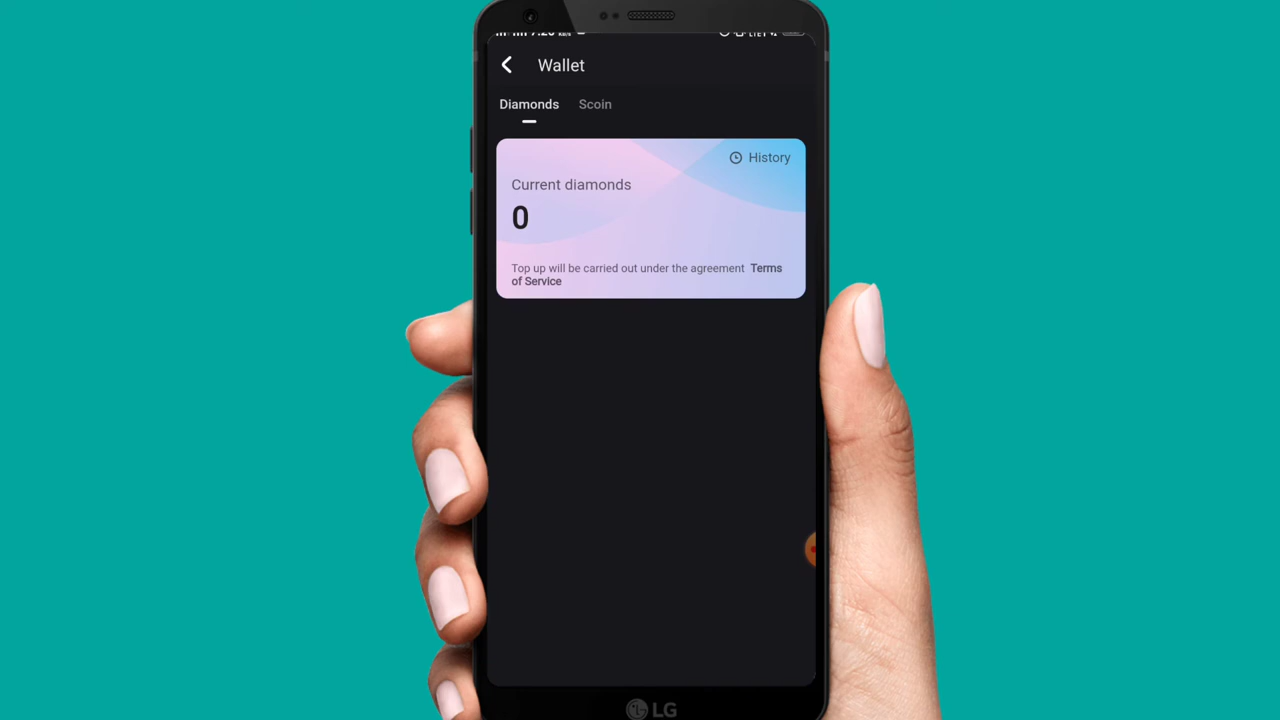 Wallet
Diamonds Scoin
History
Current diamonds
0
Top up will be carried out under the agreement Terms
of Service
LG